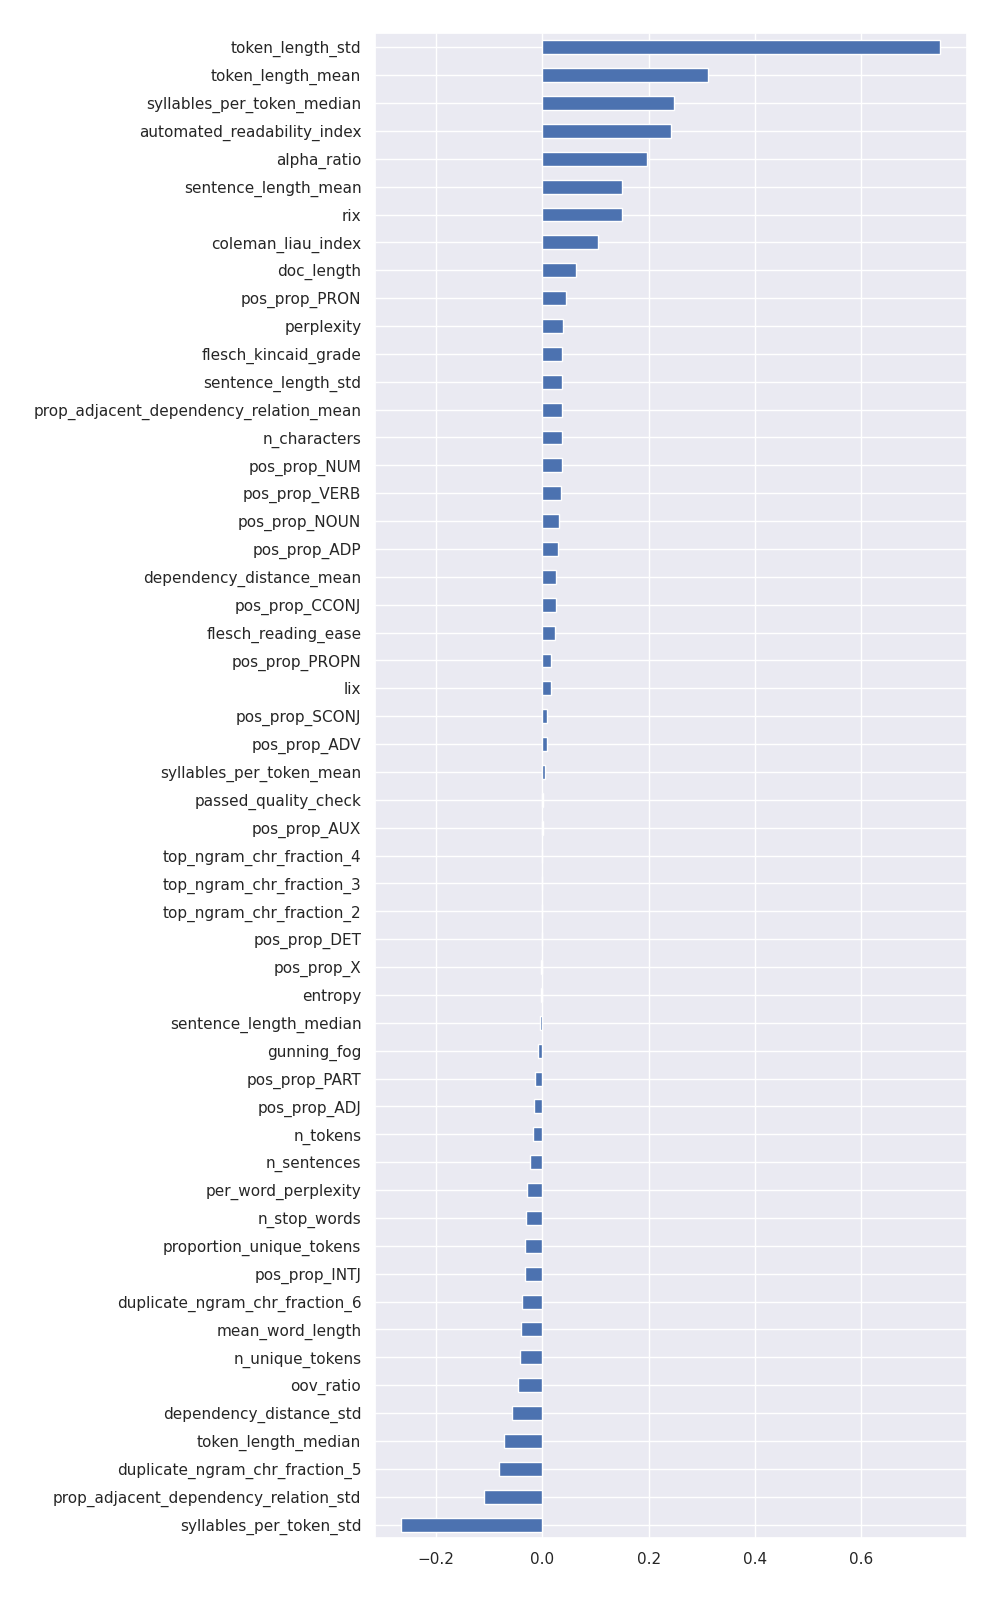 token_length_std
token_length_mean
syllables_per_token_median
automated_readability_index
alpha_ratio
sentence_length_mean
rix
coleman_liau_index
doc_length
pos_prop_PRON
perplexity
flesch_kincaid_grade
sentence_length_std
prop_adjacent_dependency_relation_mean
n_characters
pos_prop_NUM
pos_prop_VERB
pos_prop_NOUN
pos_prop_ADP
dependency_distance_mean
pos_prop_CCONJ
flesch_reading_ease
pos_prop_PROPN
lix
pos_prop_SCONJ
pos_prop_ADV
syllables_per_token_mean
passed_quality_check
pos_prop_AUX
top_ngram_chr_fraction_4
top_ngram_chr_fraction_3
top_ngram_chr_fraction_2
pos_prop_DET
pos_prop_X
entropy
sentence_length_median
gunning_fog
pos_prop_PART
pos_prop_ADJ
n_tokens
n_sentences
per_word_perplexity
n_stop_words
proportion_unique_tokens
pos_prop_INTJ
duplicate_ngram_chr_fraction_6
mean_word_length
n_unique_tokens
oov_ratio
dependency_distance_std
token_length_median
duplicate_ngram_chr_fraction_5
prop_adjacent_dependency_relation_std
syllables_per_token_std
−0.2 0.0 0.2 0.4 0.6